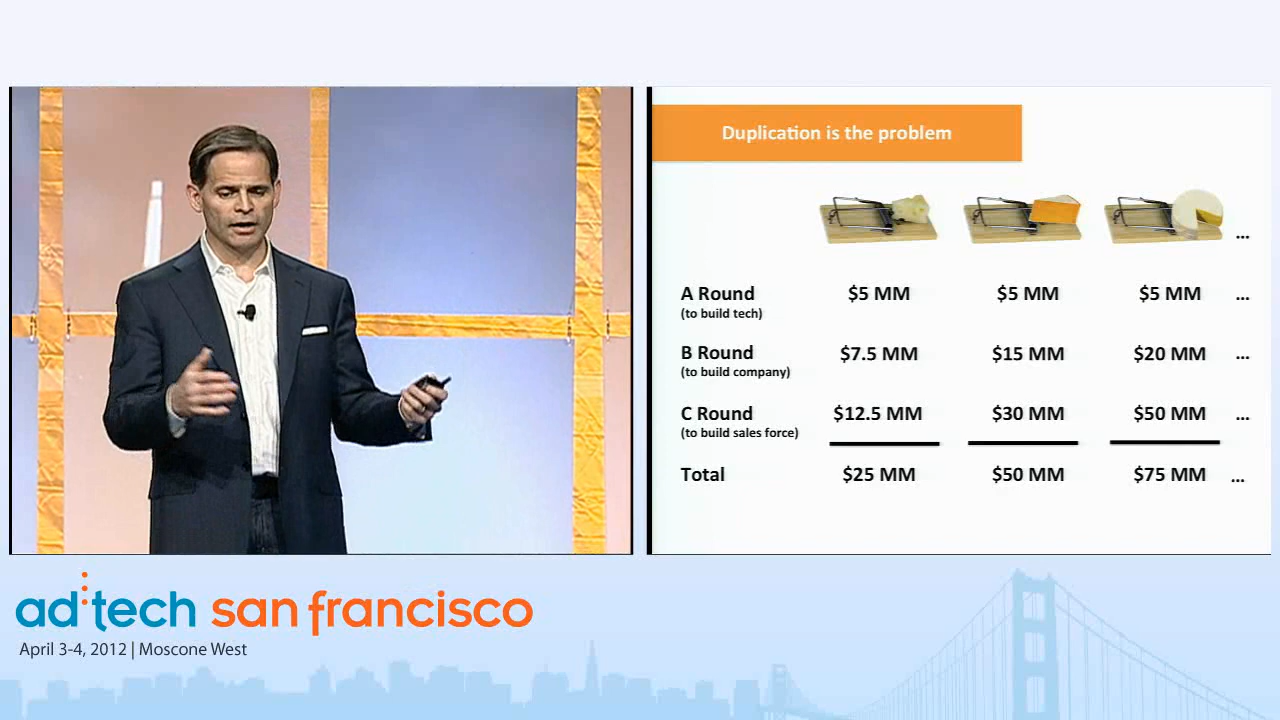 Duplication is the problem
...
A Round $5 MM $5 MM $5 MM ...
(to build tech)
B Round $7.5 MM $15 MM $20 MM ...
(to build company)
C Round $12.5 MM $30 MM $50 MM ...
(to build sales force)
Total $25 MM $50 MM $75 MM ...
ad:tech san francisco
April 3-4, 2012 | Moscone West